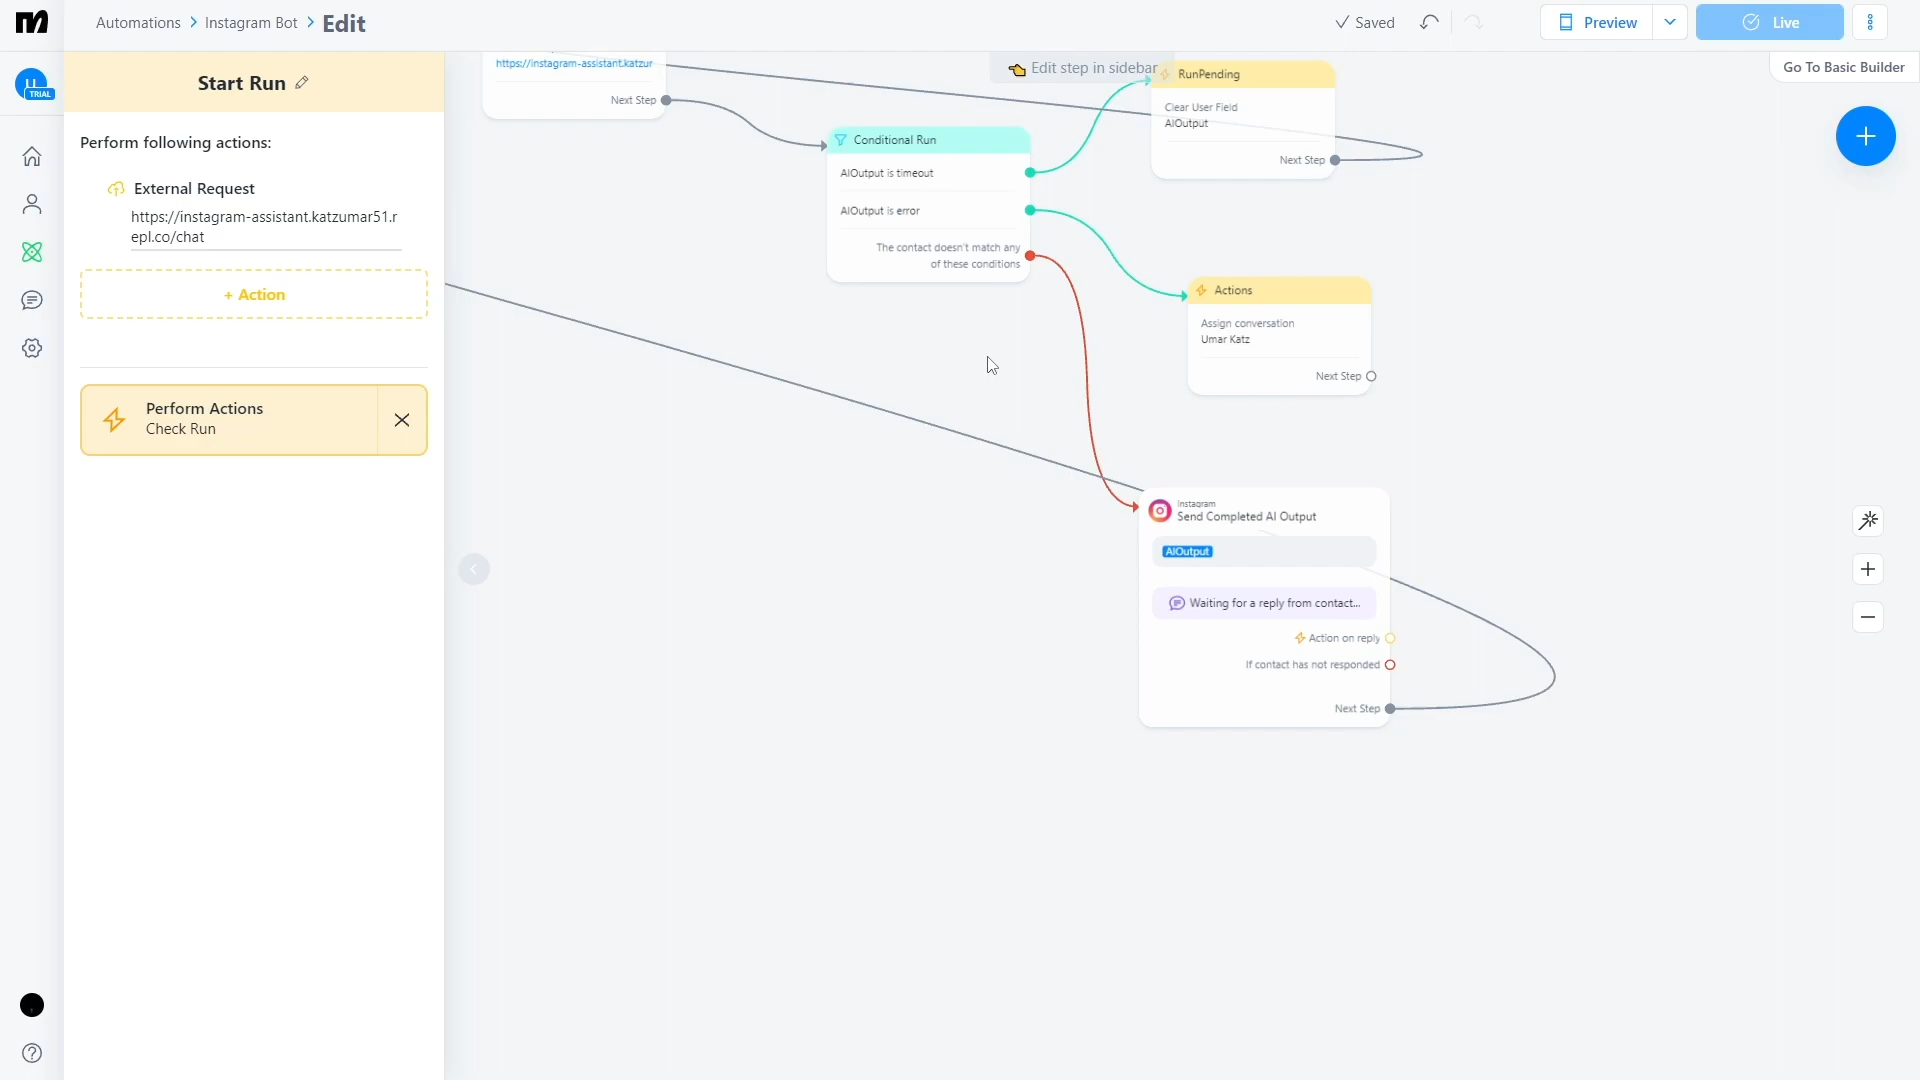 Automations
Instagram Bot
Edit
Saved
Preview
Live
Go To Basic Builder
U
TRIAL
Start Run
Perform following actions:
External Request
https://instagram-assistant.katzumar51.r
epl.co/chat
+ Action
Perform Actions
Check Run
https://instagram-assistant.katzur
Next Step
Edit step in sidebar
RunPending
Clear User Field
AIOutput
Next Step
Conditional Run
AIOutput is timeout
AIOutput is error
The contact doesn't match any
of these conditions
Actions
Assign conversation
Umar Katz
Next Step
Instagram
Send Completed AI Output
AIOutput
Waiting for a reply from contact...
Action on reply
If contact has not responded
Next Step